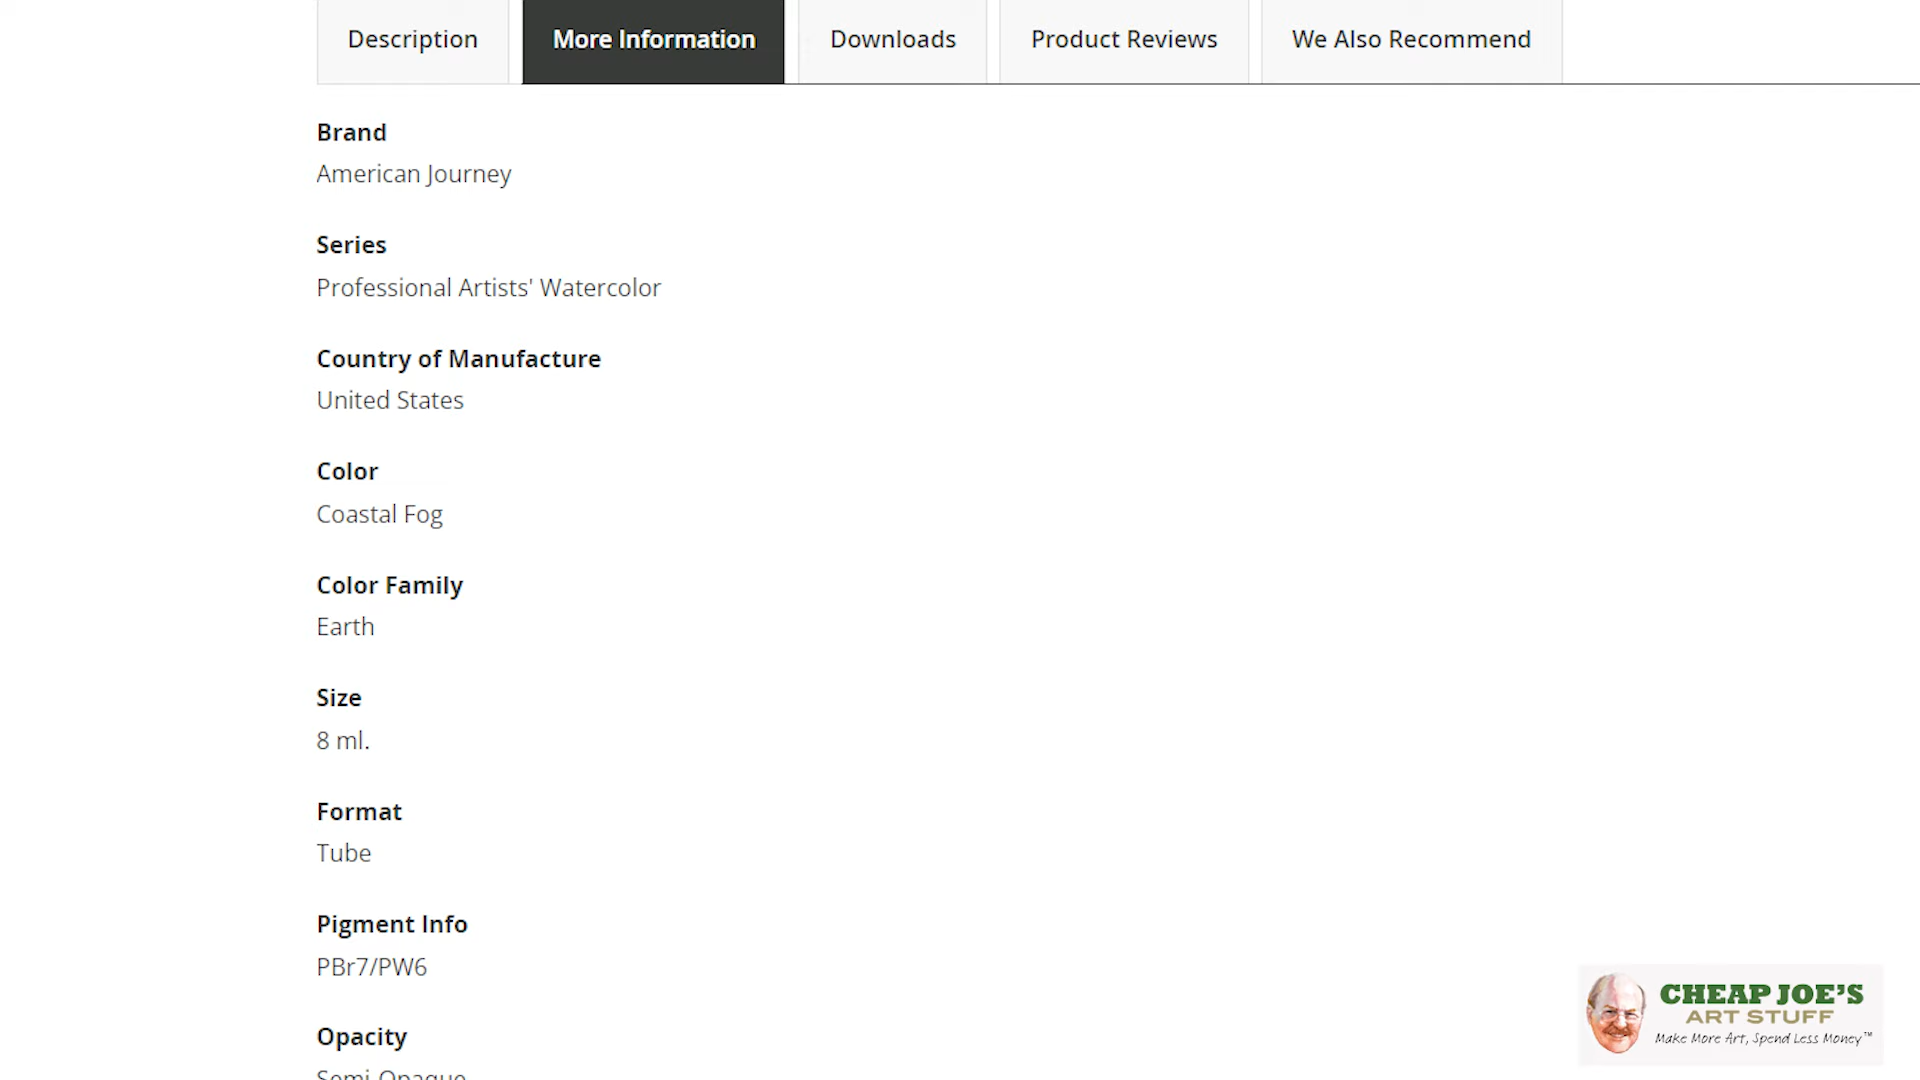 Description
More Information
Downloads
Product Reviews
We Also Recommend
Brand
American Journey
Series
Professional Artists' Watercolor
Country of Manufacture
United States
Color
Coastal Fog
Color Family
Earth
Size
8 ml.
Format
Tube
Pigment Info
PBr7/PW6
Opacity
Semi-Opaque
CHEAP JOE'S
ART STUFF
Make More Art, Spend Less Money™